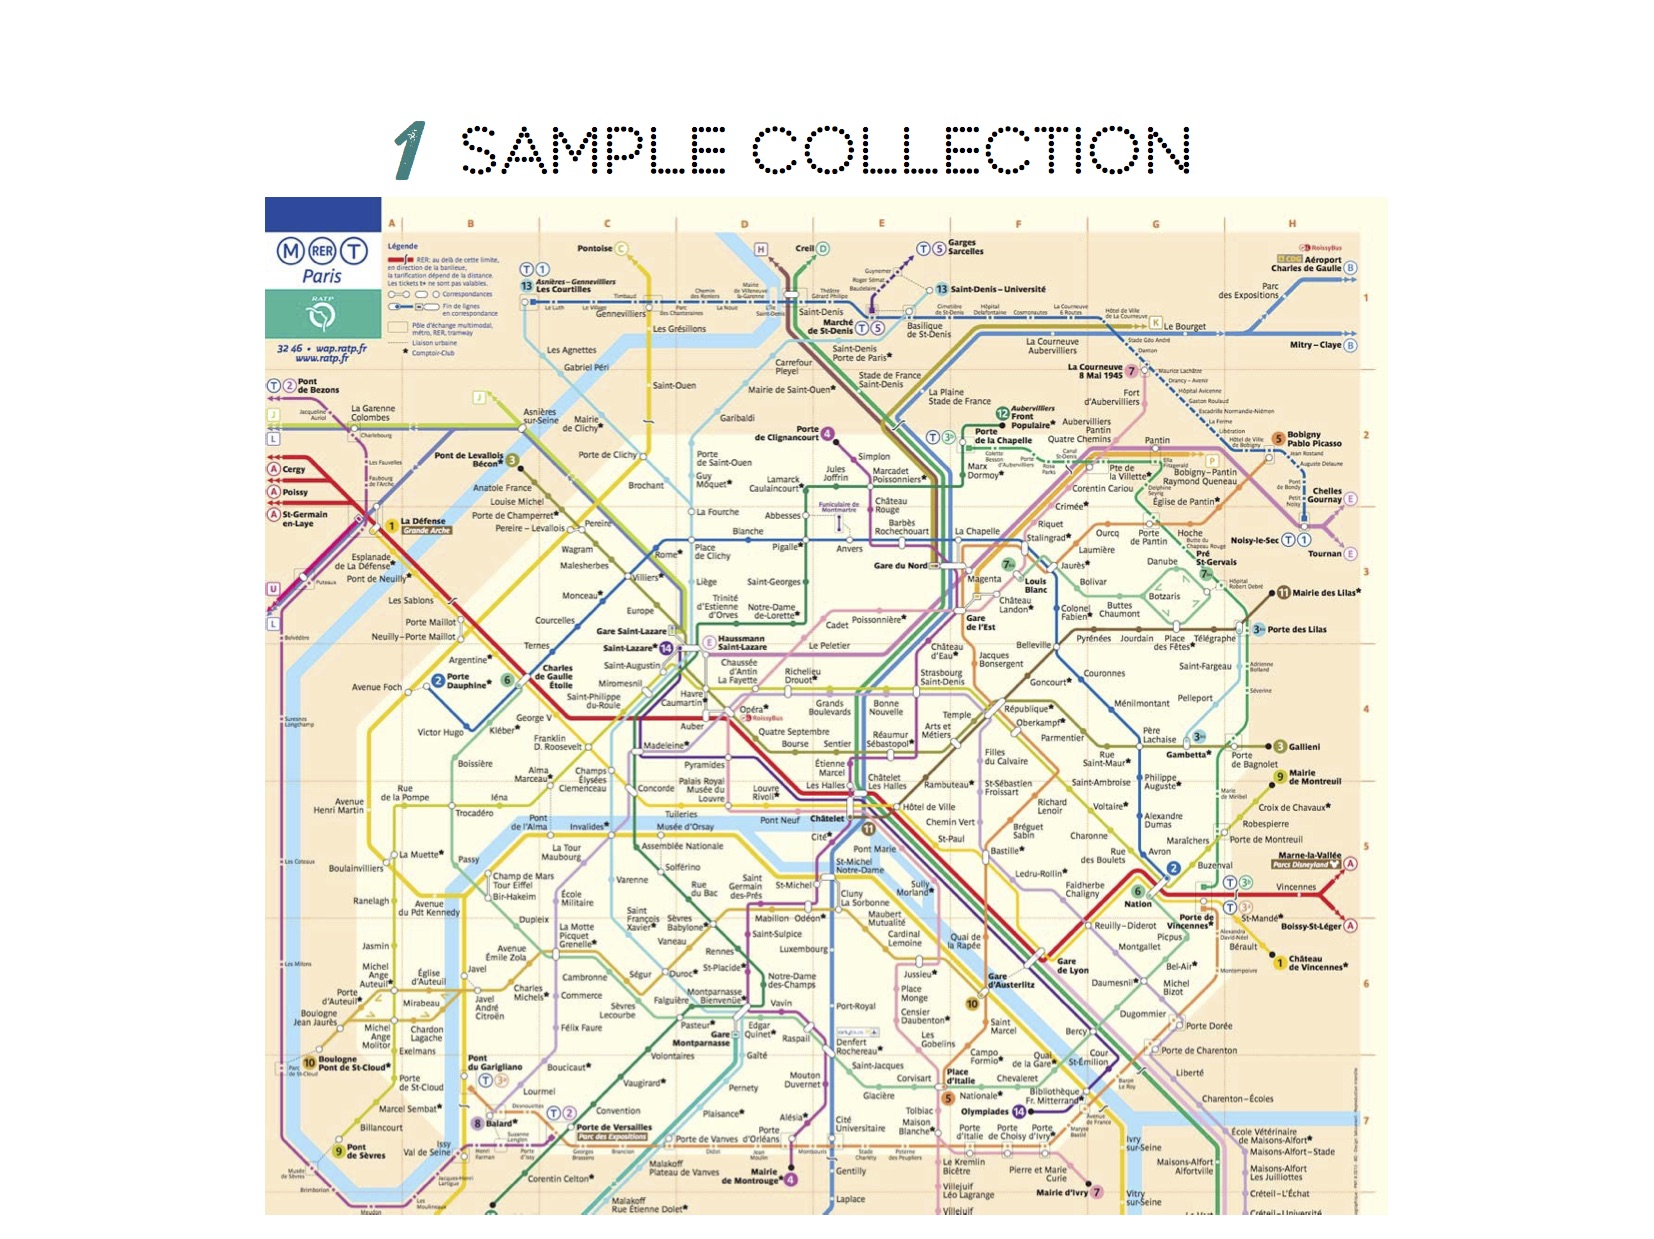 1 SAMPLE COLLECTION
A B C D E F G H
M RER T
Paris
RATP
32 46 • wap.ratp.fr
www.ratp.fr
Légende
RER: au delà de cette limite,
en direction de la banlieue,
la tarification dépend de la distance.
Les tickets t+ ne sont pas valables.
Correspondances
Fin de lignes
en correspondance
Pôle d'échange multimodal,
métro, RER, tramway
Liaison urbaine
Comptoir-Club
Pontoise C
Creil D
T 5 Garges
Sarcelles
Aéroport
Charles de Gaulle B
Parc
des Expositions
T 1
13 Asnières–Gennevilliers
Les Courtilles
Gennevilliers
Saint-Denis
13 Saint-Denis–Université
Marché
de St-Denis T 5
Basilique
de St-Denis
Le Bourget
Mitry–Claye B
Les Grésillons
Les Agnettes
Gabriel Péri
Saint-Denis
Porte de Paris*
Carrefour
Pleyel
Mairie de Saint-Ouen*
Stade de France
Saint-Denis
La Plaine
Stade de France
La Courneuve
Aubervilliers
La Courneuve
8 Mai 1945 7
Fort
d'Aubervilliers
T 2 Pont
de Bezons
La Garenne
Colombes
Asnières
sur-Seine
Mairie
de Clichy*
Saint-Ouen
Garibaldi
Porte
de Clignancourt 4
12 Aubervilliers
Front
Populaire*
Porte
de la Chapelle
Aubervilliers
Pantin
Quatre Chemins
Pantin
5 Bobigny
Pablo Picasso
A Cergy
A Poissy
A St-Germain
en-Laye
Pont de Levallois
Bécon* 3
Anatole France
Louise Michel
Porte de Champerret*
Pereire–Levallois
Pereire
Wagram
Malesherbes
Porte de Clichy
Brochant
Porte
de Saint-Ouen
Guy
Môquet*
La Fourche
Simplon
Jules
Joffrin
Marcadet
Poissonniers*
Lamarck
Caulaincourt*
Château
Rouge
Abbesses
Funiculaire de
Montmartre
Barbès
Rochechouart
Marx
Dormoy*
Pte de
la Villette*
Bobigny–Pantin
Raymond Queneau
Corentin Cariou
Église de Pantin*
Crimée*
Riquet
Chelles
Gournay E
1 La Défense
Grande Arche
Esplanade
de La Défense*
Pont de Neuilly*
Les Sablons
Porte Maillot
Neuilly–Porte Maillot
Argentine*
Rome*
Place
de Clichy
Blanche
Pigalle*
Anvers
La Chapelle
Stalingrad*
Ourcq
Porte
de Pantin
Hoche
Laumière
Noisy-le-Sec T 1
Tournan E
Villiers*
Liège
Saint-Georges
Gare du Nord
Magenta
Louis
Blanc
Jaurès*
Bolivar
Danube
Pré
St-Gervais
Botzaris
Buttes
Chaumont
11 Mairie des Lilas*
Monceau*
Europe
Courcelles
Ternes
Trinité
d'Estienne
d'Orves
Notre-Dame
de-Lorette*
Cadet
Poissonnière*
Gare
de l'Est
Château
Landon*
Colonel
Fabien*
Belleville
Pyrénées
Jourdain
Place
des Fêtes*
Télégraphe
Porte des Lilas
Gare Saint-Lazare
Saint-Lazare* 14
E Haussmann
Saint-Lazare
Le Peletier
Château
d'Eau*
Jacques
Bonsergent
Saint-Augustin
Miromesnil
Saint-Philippe
du-Roule
Chaussée
d'Antin
La Fayette
Richelieu
Drouot*
Strasbourg
Saint-Denis
Goncourt*
Couronnes
Saint-Fargeau
Pelleport
Avenue Foch
2 Porte
Dauphine*
6 Charles
de Gaulle
Étoile
Victor Hugo
Kléber*
George V
Franklin
D. Roosevelt
Havre
Caumartin*
Auber
Opéra*
RoissyBus
Grands
Boulevards
Bonne
Nouvelle
Temple
République*
Oberkampf*
Parmentier
Ménilmontant
Père
Lachaise
Gambetta*
3 Gallieni
Porte
de Bagnolet
9 Mairie
de Montreuil
Boissière
Alma
Marceau*
Champs
Élysées
Clemenceau
Madeleine*
Pyramides
Quatre Septembre
Bourse
Sentier
Réaumur
Sébastopol*
Arts et
Métiers
Filles
du Calvaire
Rue
Saint-Maur*
Rue
de la Pompe
Iéna
Trocadéro
Avenue
Henri Martin
Pont
de l'Alma
Invalides*
Concorde
Tuileries
Palais Royal
Musée du
Louvre
Louvre
Rivoli*
Étienne
Marcel
Les Halles
Châtelet
Les Halles
Rambuteau*
St-Sébastien
Froissart
Saint-Ambroise
Philippe
Auguste*
Croix de Chavaux*
Robespierre
Musée d'Orsay
Pont Neuf
Châtelet
11
Hôtel de Ville
Chemin Vert
Richard
Lenoir
Voltaire*
Alexandre
Dumas
Maraîchers
Porte de Montreuil
La Muette*
Boulainvilliers
Passy
La Tour
Maubourg
Assemblée Nationale
Solférino
Cité*
Pont Marie
St-Paul
Bréguet
Sabin
Bastille*
Charonne
Rue
des Boulets
Avron
2
Buzenval
Marne-la-Vallée
Parcs Disneyland A
Champ de Mars
Tour Eiffel
Bir-Hakeim
Varenne
Rue
du Bac
Saint
Germain
des-Prés
St-Michel
St-Michel
Notre-Dame
Cluny
La Sorbonne
Sully
Morland*
Ledru-Rollin*
Faidherbe
Chaligny
6
Nation
Vincennes
St-Mandé*
Boissy-St-Léger A
Ranelagh
Avenue
du Pdt Kennedy
École
Militaire
Dupleix
La Motte
Picquet
Grenelle*
Saint
François
Xavier*
Sèvres
Babylone*
Vaneau
Mabillon
Odéon*
Saint-Sulpice
Maubert
Mutualité
Cardinal
Lemoine
Quai de
la Rapée
Reuilly–Diderot
Picpus
Porte de
Vincennes*
Bérault
1 Château
de Vincennes*
Jasmin
Michel
Ange
Auteuil*
Église
d'Auteuil
Porte
d'Auteuil*
Avenue
Émile Zola
Javel
Cambronne
Ségur
Duroc*
Rennes
St-Placide*
Luxembourg
Jussieu*
Gare
d'Austerlitz
10
Gare
de Lyon
Montgallet
Bel-Air*
Daumesnil*
Michel
Bizot
Boulogne
Jean Jaurès*
Mirabeau
Javel
André
Citroën
Charles
Michels*
Commerce
Sèvres
Lecourbe
Falguière
Montparnasse
Bienvenüe*
Notre-Dame
des-Champs
Vavin
Port-Royal
Place
Monge
Censier
Daubenton*
Saint
Marcel
Dugommier
Porte Dorée
Michel
Ange
Molitor
Chardon
Lagache
Félix Faure
Pasteur*
Gare
Montparnasse
Edgar
Quinet*
Raspail
Denfert
Rochereau*
Les
Gobelins
Bercy
Porte de Charenton
10 Boulogne
Pont de St-Cloud*
Exelmans
Pont
du Garigliano
Boucicaut*
Volontaires
Gaîté
Saint-Jacques
Campo
Formio*
Quai
de la Gare*
Cour
St-Émilion
Liberté
Porte
de St-Cloud
Lourmel
Vaugirard*
Pernety
Mouton
Duvernet
Corvisart
Glacière
Place
d'Italie
5
Nationale*
Chevaleret
Bibliothèque
Fr. Mitterrand*
Charenton–Écoles
Marcel Sembat*
8 Balard*
T 2
Convention
Plaisance*
Alésia*
Cité
Universitaire
Tolbiac
Maison
Blanche*
Olympiades 14
Billancourt
9 Pont
de Sèvres
Issy
Val de Seine
Porte de Versailles
Parc des Expositions
Porte de Vanves
Porte
d'Orléans
Porte
d'Italie
Porte
de Choisy
Porte
d'Ivry*
Ivry
sur-Seine
École Vétérinaire
de Maisons-Alfort*
Maisons-Alfort–Stade
Corentin Celton*
Malakoff
Plateau de Vanves
Mairie
de Montrouge* 4
Gentilly
Le Kremlin
Bicêtre
Pierre et Marie
Curie
Mairie d'Ivry* 7
Maisons-Alfort
Alfortville
Maisons-Alfort
Les Juilliottes
Malakoff
Rue Étienne Dolet*
Laplace
Villejuif
Léo Lagrange
Villejuif
Vitry
sur-Seine
Créteil–L'Échat
Créteil–Université
1
2
3
4
5
6
7